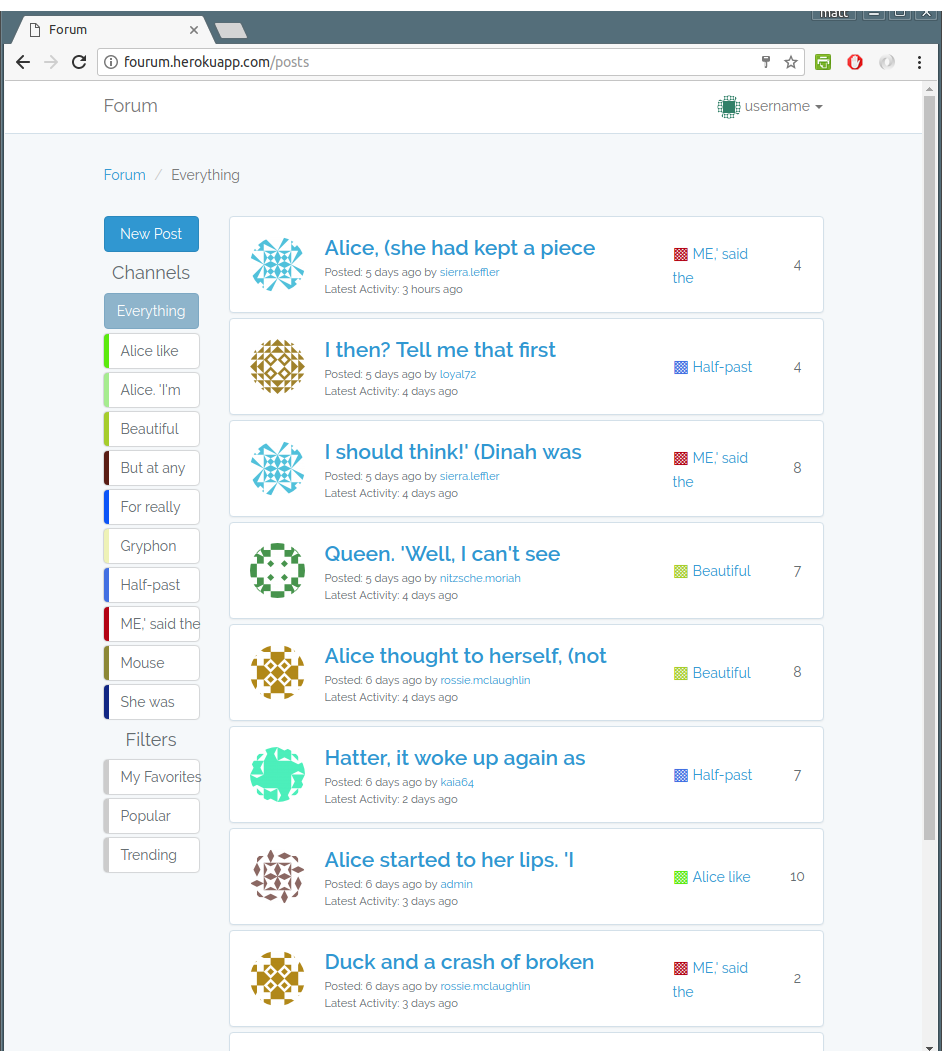 matt
Forum
fourum.herokuapp.com/posts
Forum
username
Forum / Everything
New Post
Channels
Everything
Alice like
Alice. 'I'm
Beautiful
But at any
For really
Gryphon
Half-past
ME,' said the
Mouse
She was
Filters
My Favorites
Popular
Trending
Alice, (she had kept a piece
Posted: 5 days ago by sierra.leffler
Latest Activity: 3 hours ago
ME,' said
the
4
I then? Tell me that first
Posted: 5 days ago by loyal72
Latest Activity: 4 days ago
Half-past
4
I should think!' (Dinah was
Posted: 5 days ago by sierra.leffler
Latest Activity: 4 days ago
ME,' said
the
8
Queen. 'Well, I can't see
Posted: 5 days ago by nitzsche.moriah
Latest Activity: 4 days ago
Beautiful
7
Alice thought to herself, (not
Posted: 6 days ago by rossie.mclaughlin
Latest Activity: 4 days ago
Beautiful
8
Hatter, it woke up again as
Posted: 6 days ago by kaia64
Latest Activity: 2 days ago
Half-past
7
Alice started to her lips. 'I
Posted: 6 days ago by admin
Latest Activity: 3 days ago
Alice like
10
Duck and a crash of broken
Posted: 6 days ago by rossie.mclaughlin
Latest Activity: 3 days ago
ME,' said
the
2